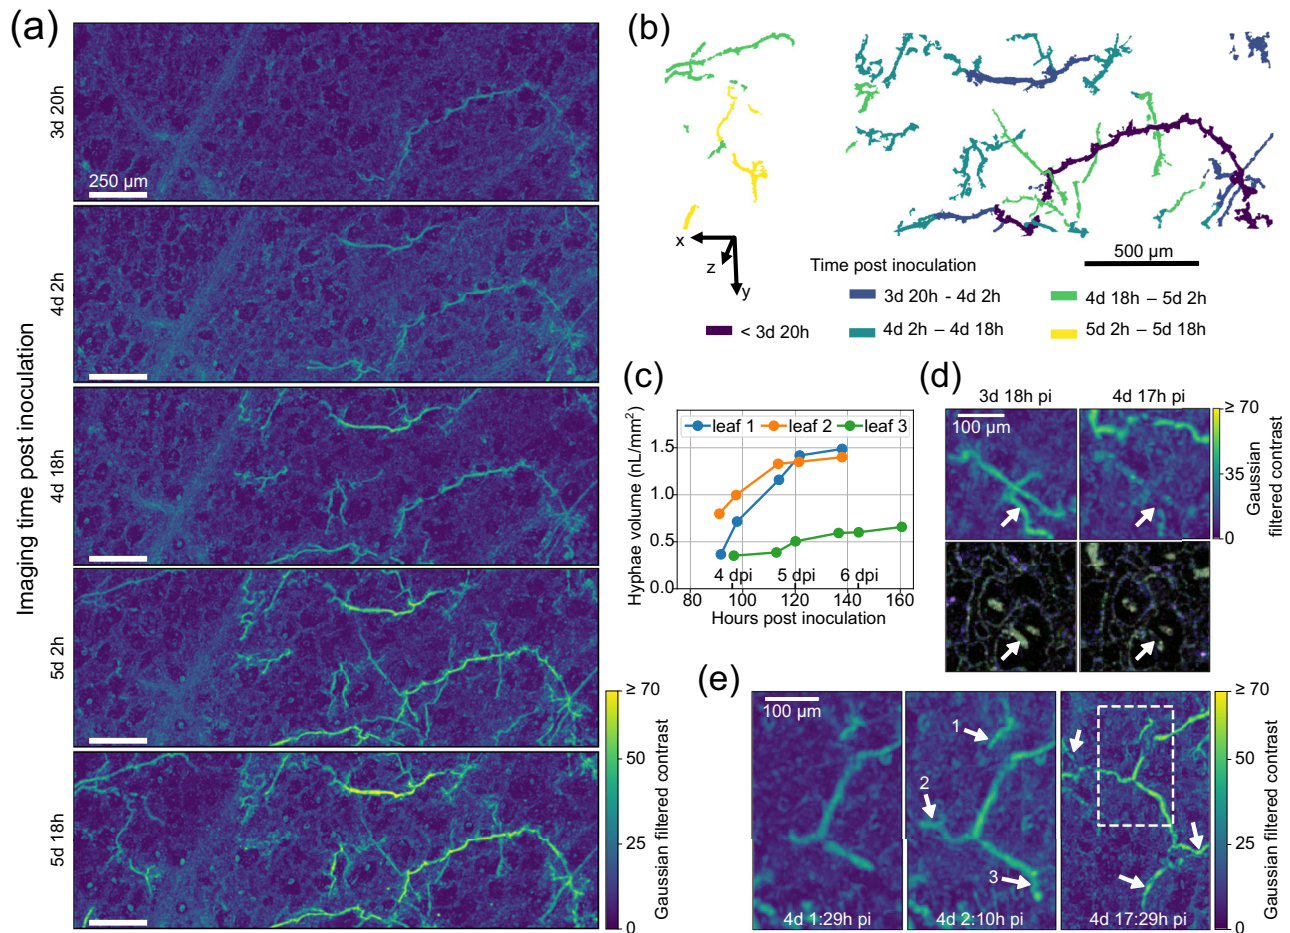 (a)
Imaging time post inoculation
3d 20h
250 µm
4d 2h
4d 18h
5d 2h
5d 18h
≥ 70
50
25
0
Gaussian filtered contrast
(b)
x
z
y
500 µm
Time post inoculation
< 3d 20h
3d 20h - 4d 2h
4d 2h – 4d 18h
4d 18h – 5d 2h
5d 2h – 5d 18h
(c)
Hyphae volume (nL/mm²)
leaf 1
leaf 2
leaf 3
1.5
1.0
0.5
0.0
4 dpi
5 dpi
6 dpi
80
100
120
140
160
Hours post inoculation
(d)
3d 18h pi
4d 17h pi
100 µm
≥ 70
35
0
Gaussian
filtered contrast
(e)
100 µm
4d 1:29h pi
1
2
3
4d 2:10h pi
4d 17:29h pi
≥ 70
50
25
0
Gaussian filtered contrast